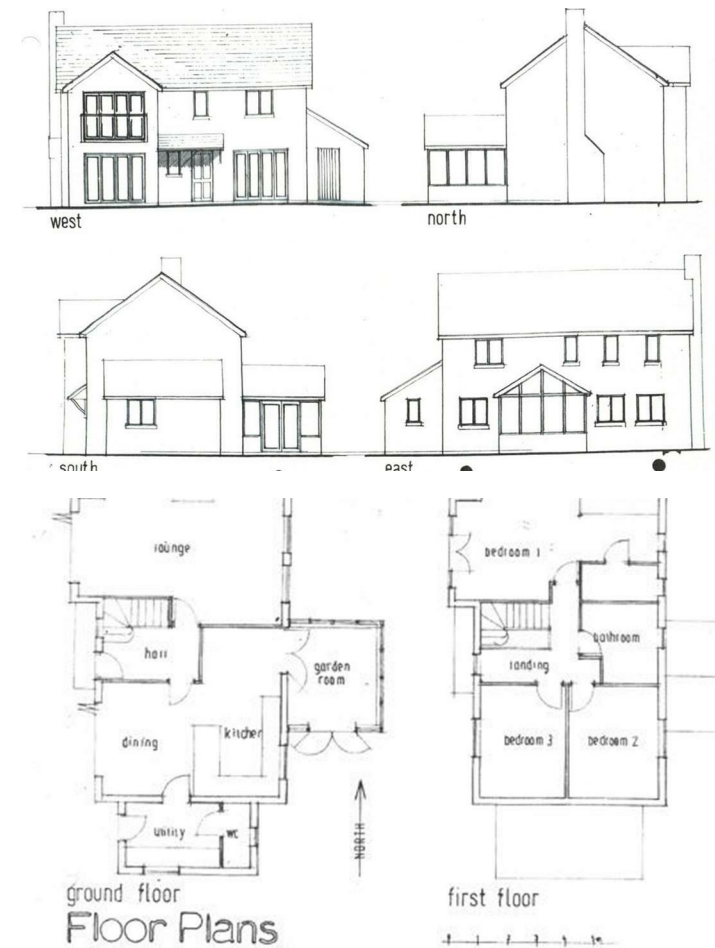 west
north
south
east
lounge
bedroom 1
hall
garden
room
bathroom
landing
dining
kitchen
bedroom 3
bedroom 2
utility
wc
NORTH
ground floor
first floor
Floor Plans